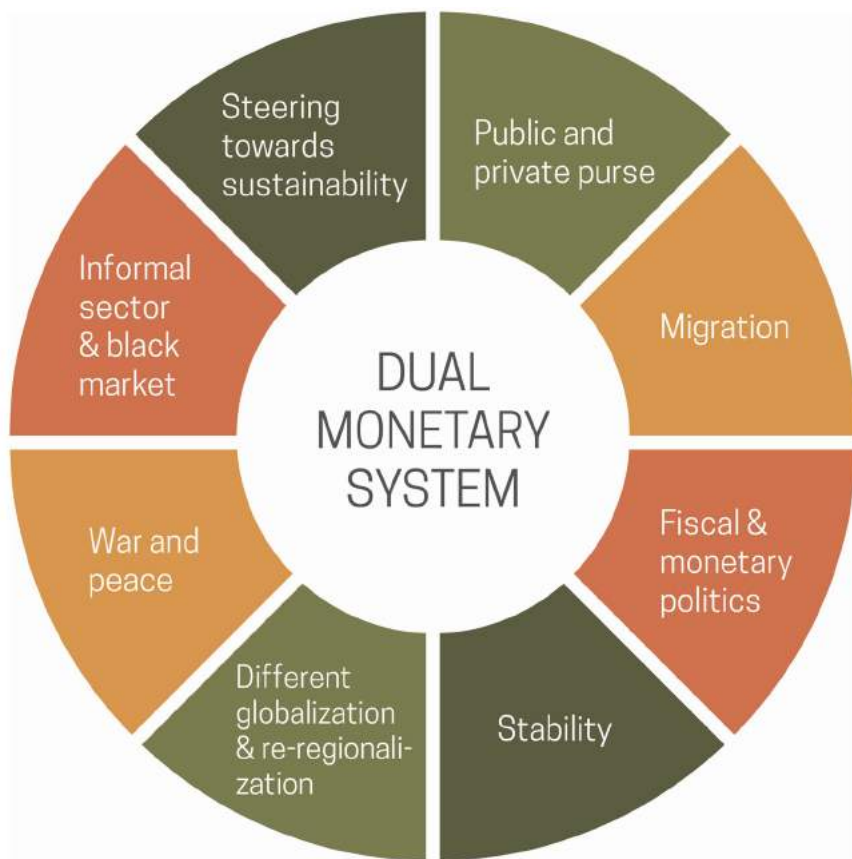 Steering
towards
sustainability
Public and
private purse
Migration
Fiscal &
monetary
politics
Stability
Different
globalization
& re-regionali-
zation
War and
peace
Informal
sector
& black
market
DUAL
MONETARY
SYSTEM